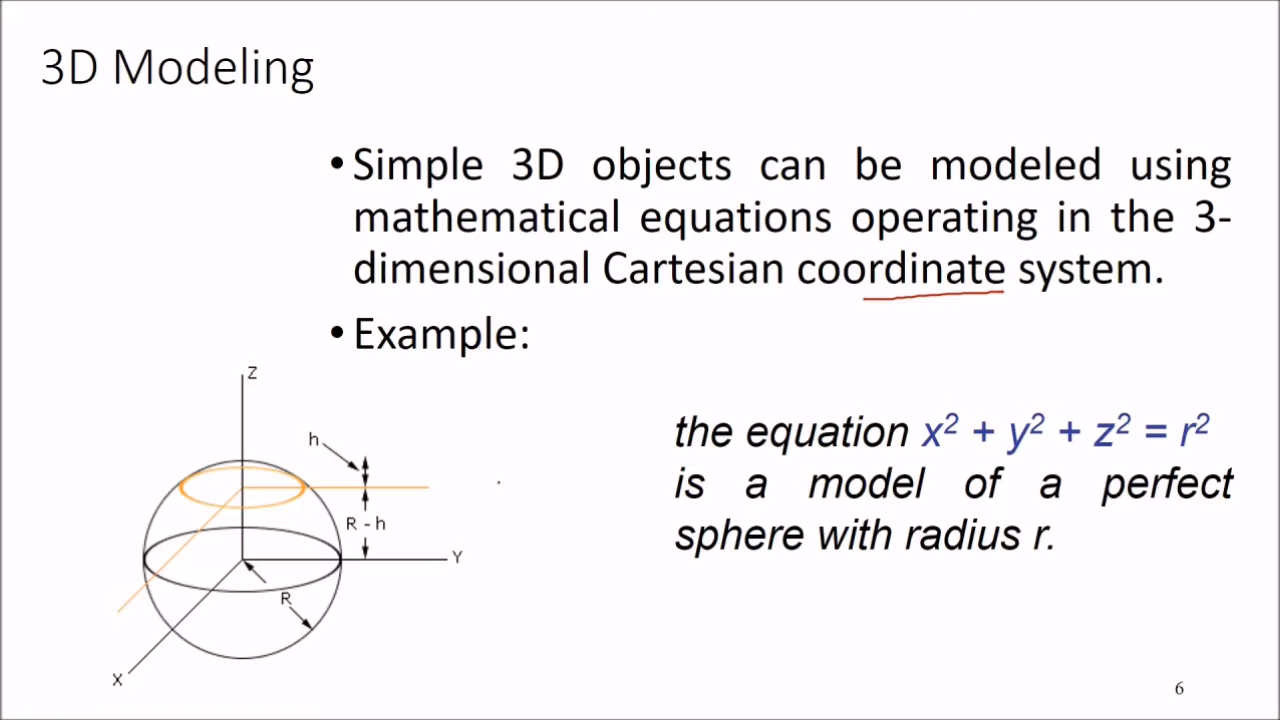 3D Modeling
• Simple 3D objects can be modeled using
mathematical equations operating in the 3-
dimensional Cartesian coordinate system.
• Example:
Z
h
R - h
Y
R
X
the equation x² + y² + z² = r²
is a model of a perfect
sphere with radius r.
6